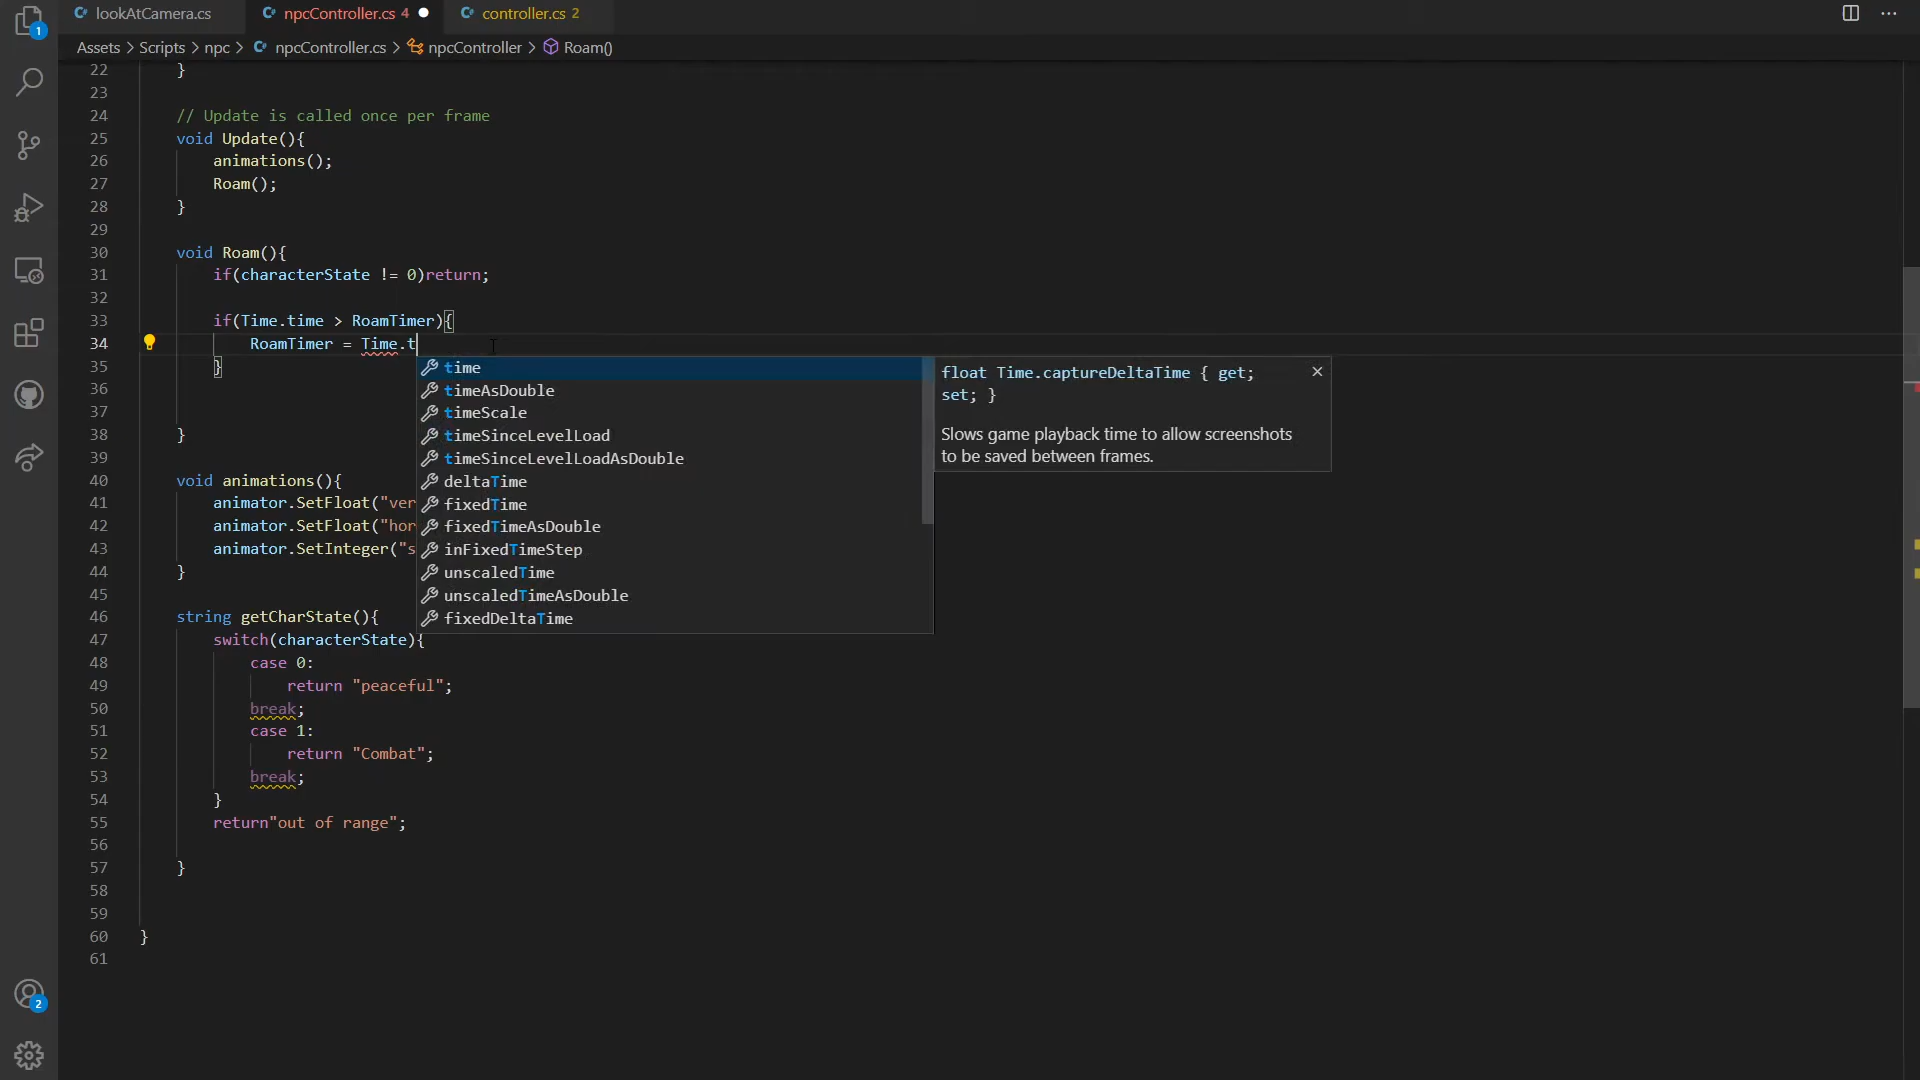 lookAtCamera.cs npcController.cs 4 controller.cs 2
1
Assets > Scripts > npc > npcController.cs > npcController > Roam()
22 }
23
24 // Update is called once per frame
25 void Update(){
26 animations();
27 Roam();
28 }
29
30 void Roam(){
31 if(characterState != 0)return;
32
33 if(Time.time > RoamTimer){
34 RoamTimer = Time.t
35 }
36
37
38 }
39
40 void animations(){
41 animator.SetFloat("ver
42 animator.SetFloat("hor
43 animator.SetInteger("s
44 }
45
46 string getCharState(){
47 switch(characterState){
48 case 0:
49 return "peaceful";
50 break;
51 case 1:
52 return "Combat";
53 break;
54 }
55 return"out of range";
56
57 }
58
59
60 }
61
time
timeAsDouble
timeScale
timeSinceLevelLoad
timeSinceLevelLoadAsDouble
deltaTime
fixedTime
fixedTimeAsDouble
inFixedTimeStep
unscaledTime
unscaledTimeAsDouble
fixedDeltaTime
float Time.captureDeltaTime { get;
set; }
Slows game playback time to allow screenshots
to be saved between frames.
2